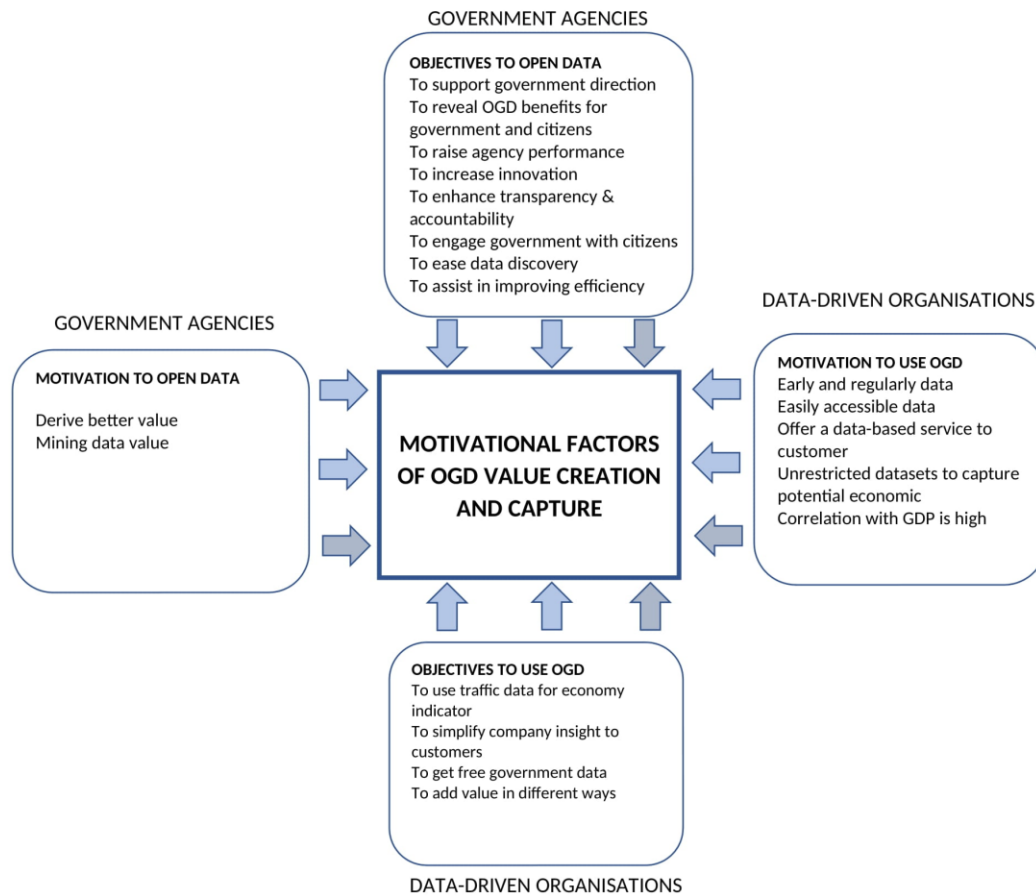 GOVERNMENT AGENCIES
OBJECTIVES TO OPEN DATA
To support government direction
To reveal OGD benefits for
government and citizens
To raise agency performance
To increase innovation
To enhance transparency &
accountability
To engage government with citizens
To ease data discovery
To assist in improving efficiency
GOVERNMENT AGENCIES
MOTIVATION TO OPEN DATA
Derive better value
Mining data value
MOTIVATIONAL FACTORS
OF OGD VALUE CREATION
AND CAPTURE
DATA-DRIVEN ORGANISATIONS
MOTIVATION TO USE OGD
Early and regularly data
Easily accessible data
Offer a data-based service to
customer
Unrestricted datasets to capture
potential economic
Correlation with GDP is high
OBJECTIVES TO USE OGD
To use traffic data for economy
indicator
To simplify company insight to
customers
To get free government data
To add value in different ways
DATA-DRIVEN ORGANISATIONS